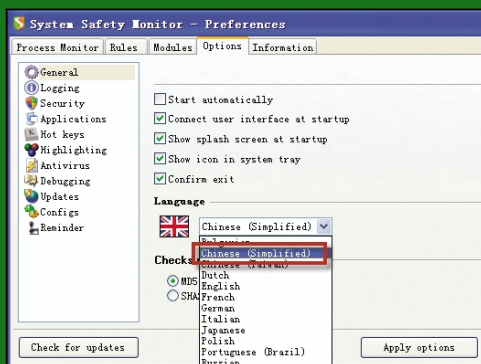 System Safety Monitor - Preferences
Process Monitor Rules Modules Options Information
General
Logging
Security
Applications
Hot keys
Highlighting
Antivirus
Debugging
Updates
Configs
Reminder
Start automatically
Connect user interface at startup
Show splash screen at startup
Show icon in system tray
Confirm exit
Language
Chinese (Simplified)
Bulgarian
Chinese (Simplified)
Chinese (Taiwan)
Dutch
English
French
German
Italian
Japanese
Polish
Portuguese (Brazil)
Russian
Checks
MD5
SHA
Check for updates
Apply options